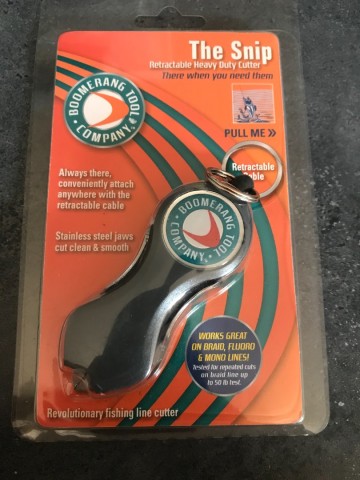 The Snip
Retractable Heavy Duty Cutter
There when you need them
BOOMERANG TOOL
COMPANY
PULL ME >>
Retractable
Cable
Always there,
conveniently attach
anywhere with the
retractable cable
Stainless steel jaws
cut clean & smooth
BOOMERANG TOOL
COMPANY
WORKS GREAT
ON BRAID, FLUORO
& MONO LINES!
Tested for repeated cuts
on braid line up
to 50 lb test.
Revolutionary fishing line cutter